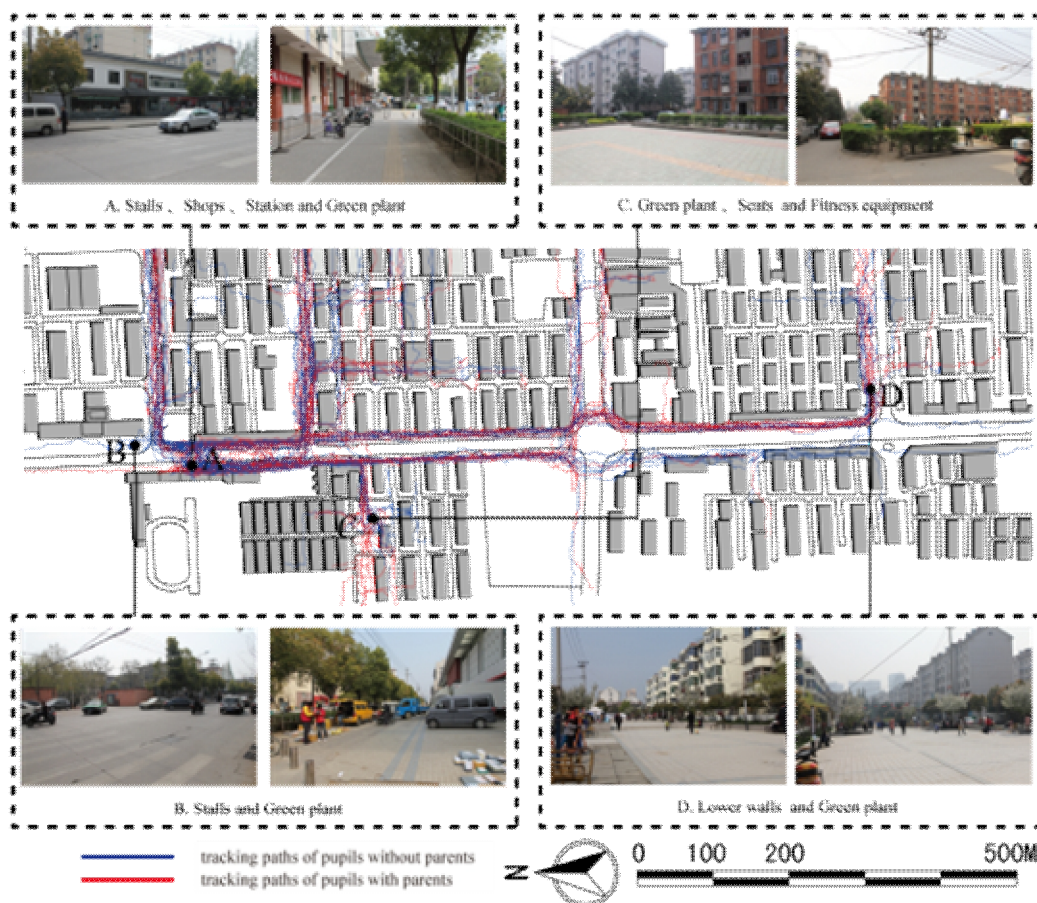 A. Stalls 、 Shops 、 Station and Green plant
C. Green plant 、 Seats and Fitness equipment
D
B
A
C
B. Stalls and Green plant
D. Lower walls and Green plant
tracking paths of pupils without parents
tracking paths of pupils with parents
N
0 100 200 500M